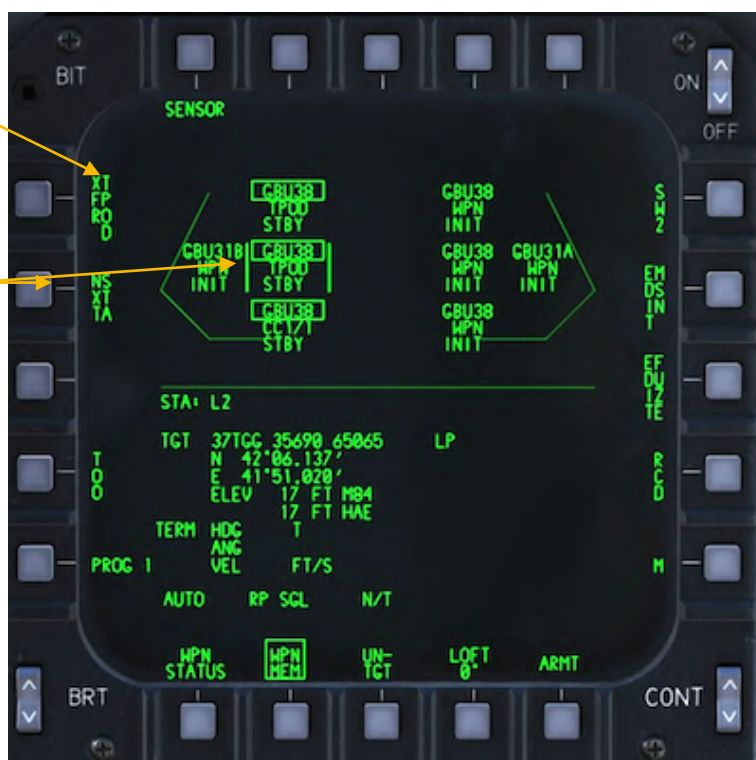 BIT
ON
OFF
SENSOR
XT
FP
RO
D
GBU38
TPOD
STBY
GBU38
WPN
INIT
S
W
2
GBU31B
WPN
INIT
GBU38
TPOD
STBY
GBU38
WPN
INIT
GBU31A
WPN
INIT
NS
XT
TA
EM
DS
IN
T
GBU38
CC1/1
STBY
GBU38
WPN
INIT
EF
DU
IZ
TE
STA: L2
TGT 37TGG 35690 65065 LP
N 42°06.137′
E 41°51.020′
ELEV 17 FT M84
17 FT HAE
T
O
O
R
C
D
TERM HDG T
ANG
VEL FT/S
PROG 1
M
AUTO RP SGL N/T
WPN
STATUS
WPN
MEM
UN-
TGT
LOFT
0°
ARMT
BRT
CONT